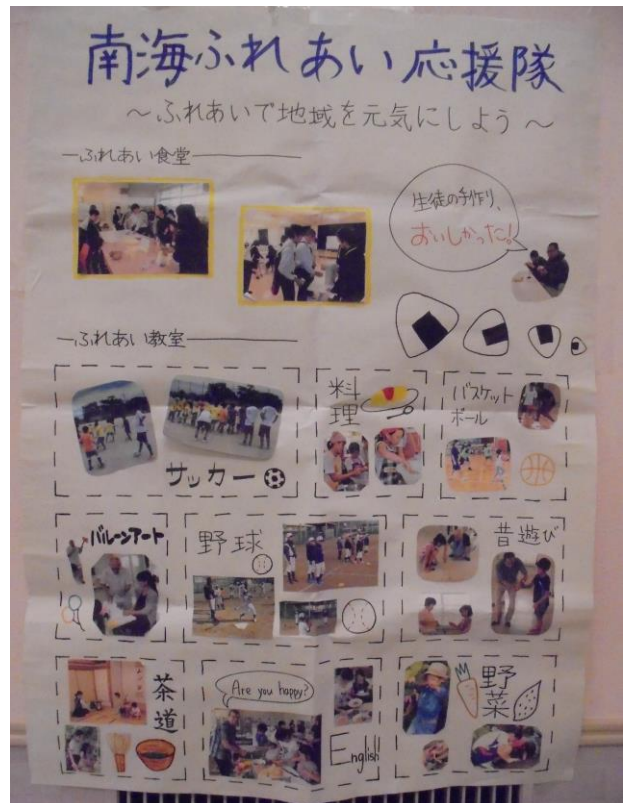 南海ふれあい応援隊
～ふれあいで地域を元気にしよう～
ーふれあい食堂ー
生徒の手作り、
おいしかった!
ーふれあい教室ー
サッカー
料理
バスケット
ボール
バルーンアート
野球
昔遊び
茶道
Are you happy?
English
野菜